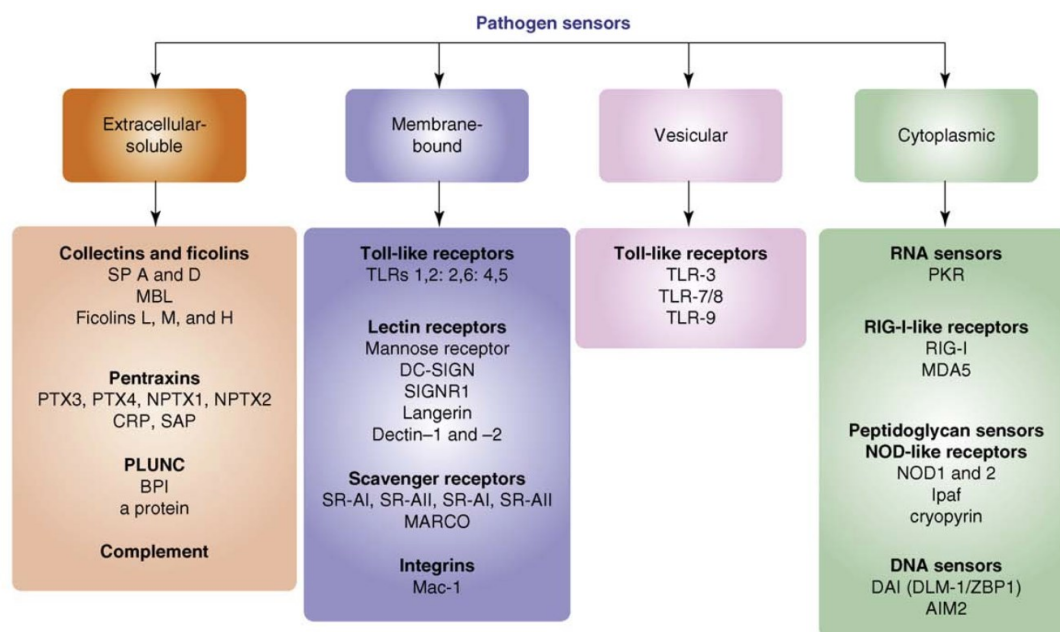 Pathogen sensors
Extracellular-
soluble
Membrane-
bound
Vesicular
Cytoplasmic
Collectins and ficolins
SP A and D
MBL
Ficolins L, M, and H
Pentraxins
PTX3, PTX4, NPTX1, NPTX2
CRP, SAP
PLUNC
BPI
a protein
Complement
Toll-like receptors
TLRs 1,2: 2,6: 4,5
Lectin receptors
Mannose receptor
DC-SIGN
SIGNR1
Langerin
Dectin–1 and –2
Scavenger receptors
SR-AI, SR-AII, SR-AI, SR-AII
MARCO
Integrins
Mac-1
Toll-like receptors
TLR-3
TLR-7/8
TLR-9
RNA sensors
PKR
RIG-I-like receptors
RIG-I
MDA5
Peptidoglycan sensors
NOD-like receptors
NOD1 and 2
Ipaf
cryopyrin
DNA sensors
DAI (DLM-1/ZBP1)
AIM2